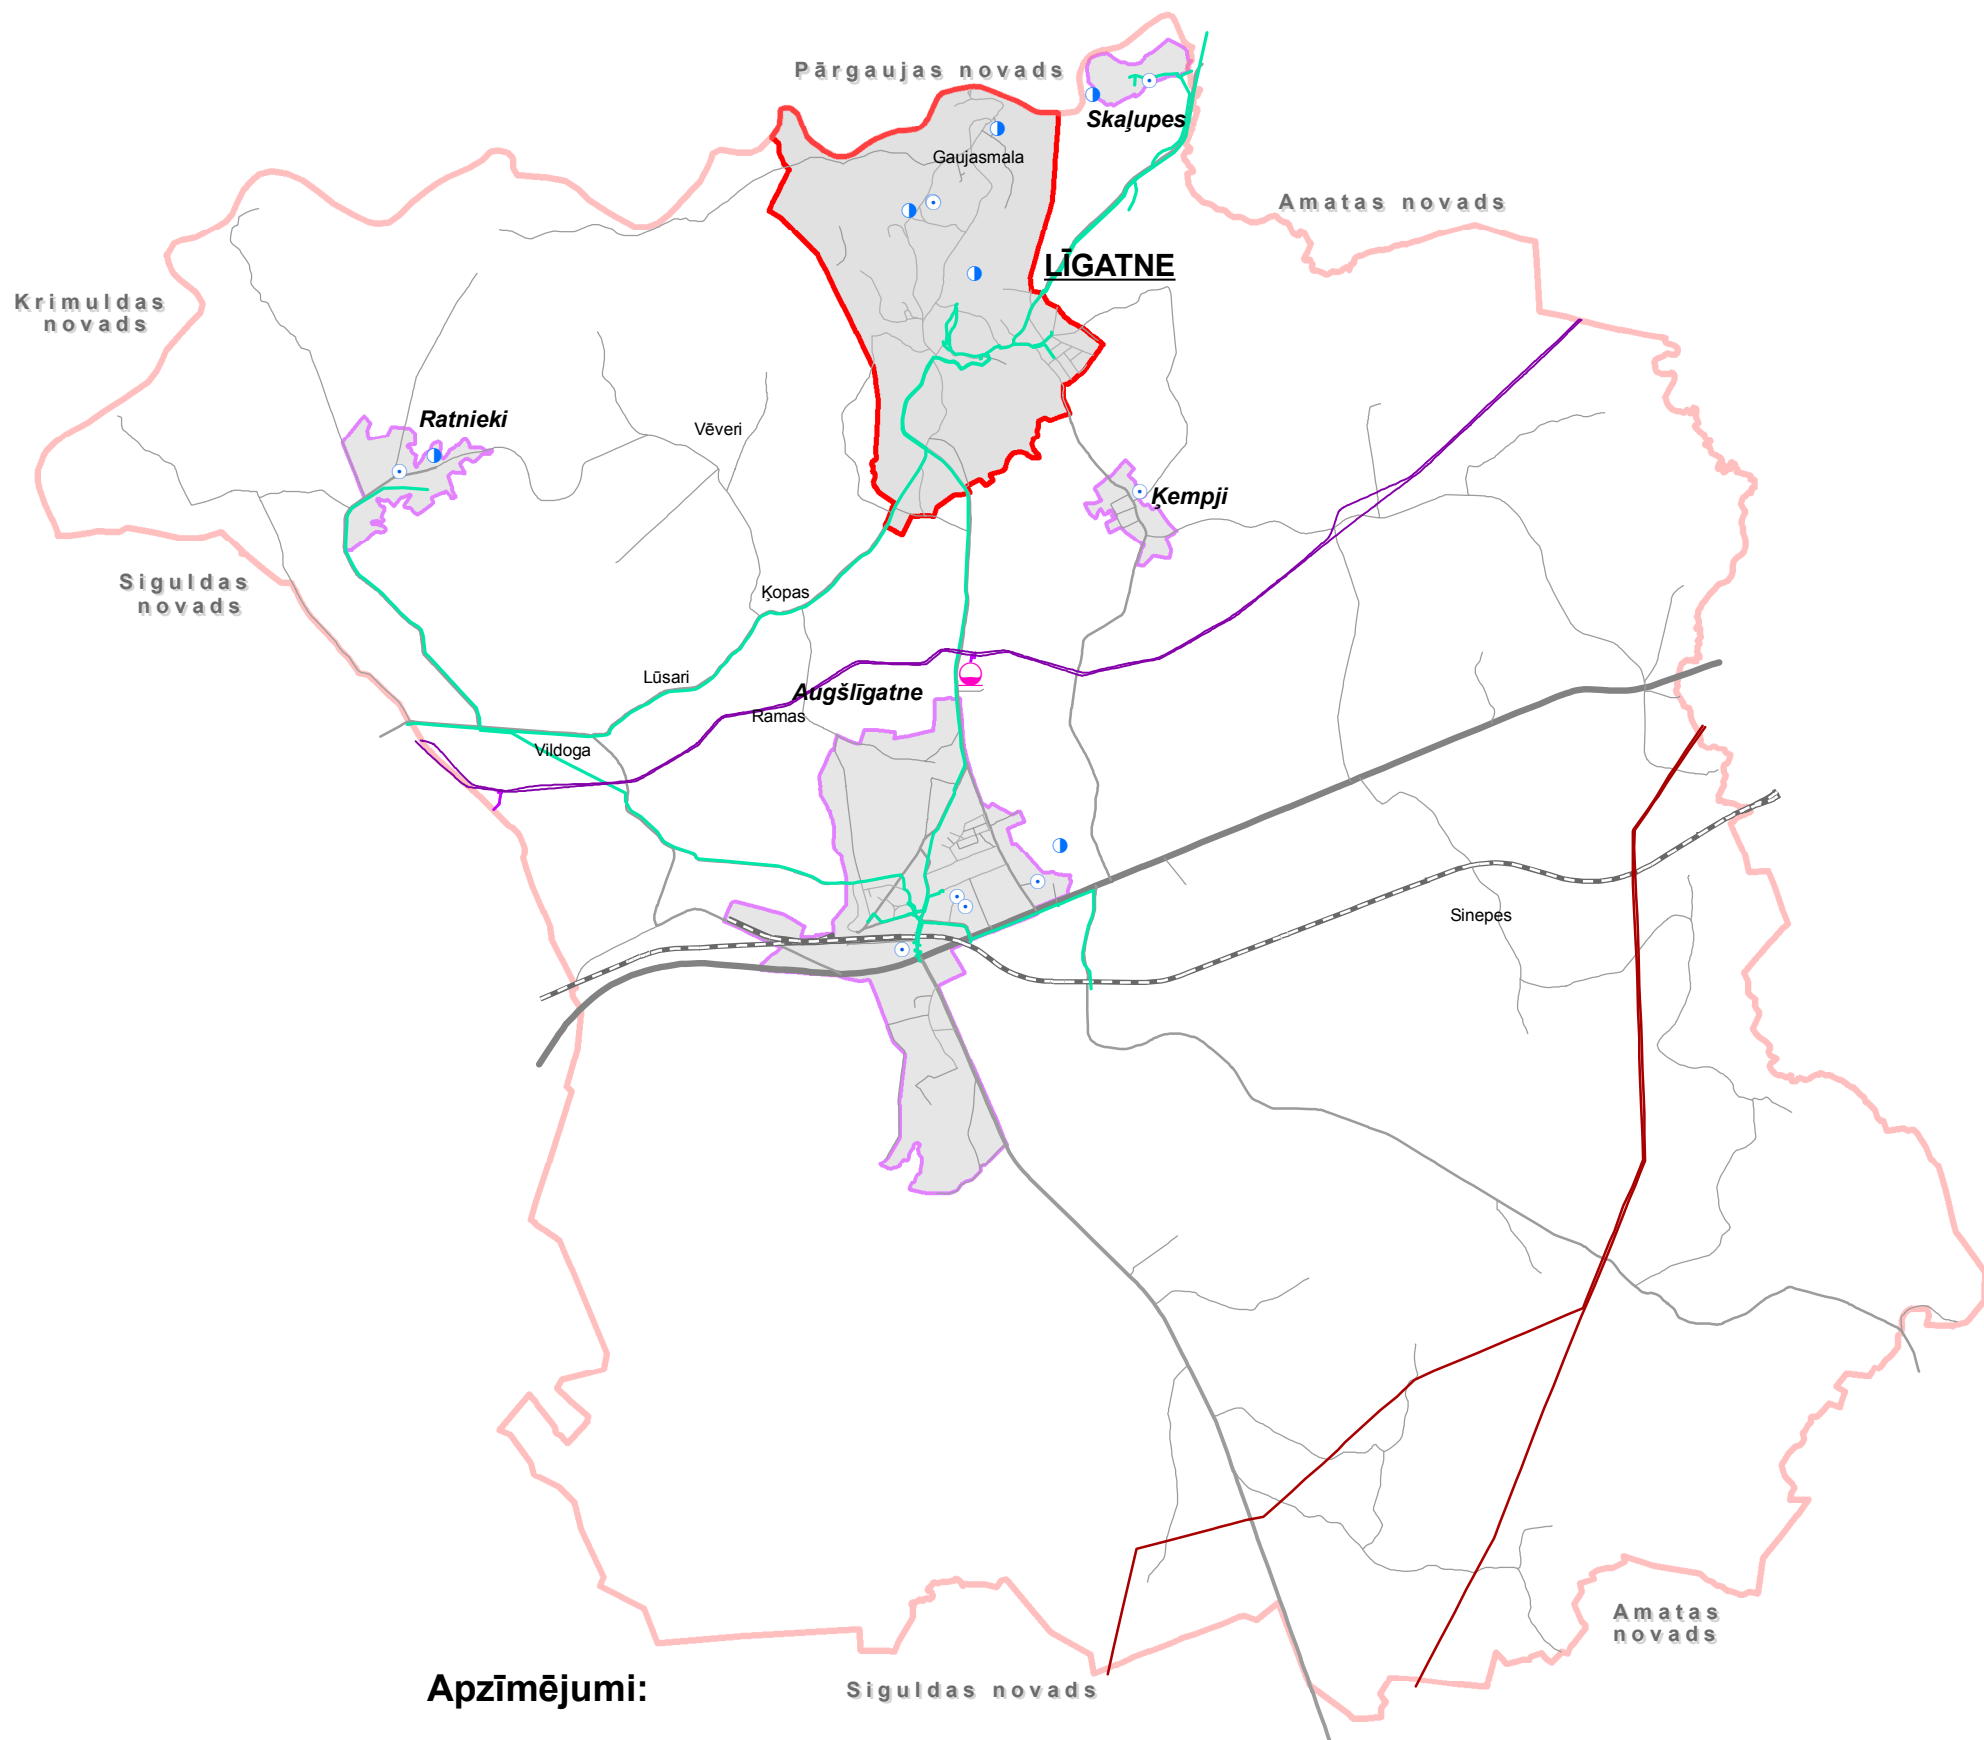 Pārgaujas novads
Skaļupes
Gaujasmala
Amatas novads
LĪGATNE
Krimuldas
novads
Ratnieki
Vēveri
Ķempji
Siguldas
novads
Ķopas
Lūsari
Augšlīgatne
Ramas
Vildoga
Sinepes
Amatas
novads
Apzīmējumi:
Siguldas novads